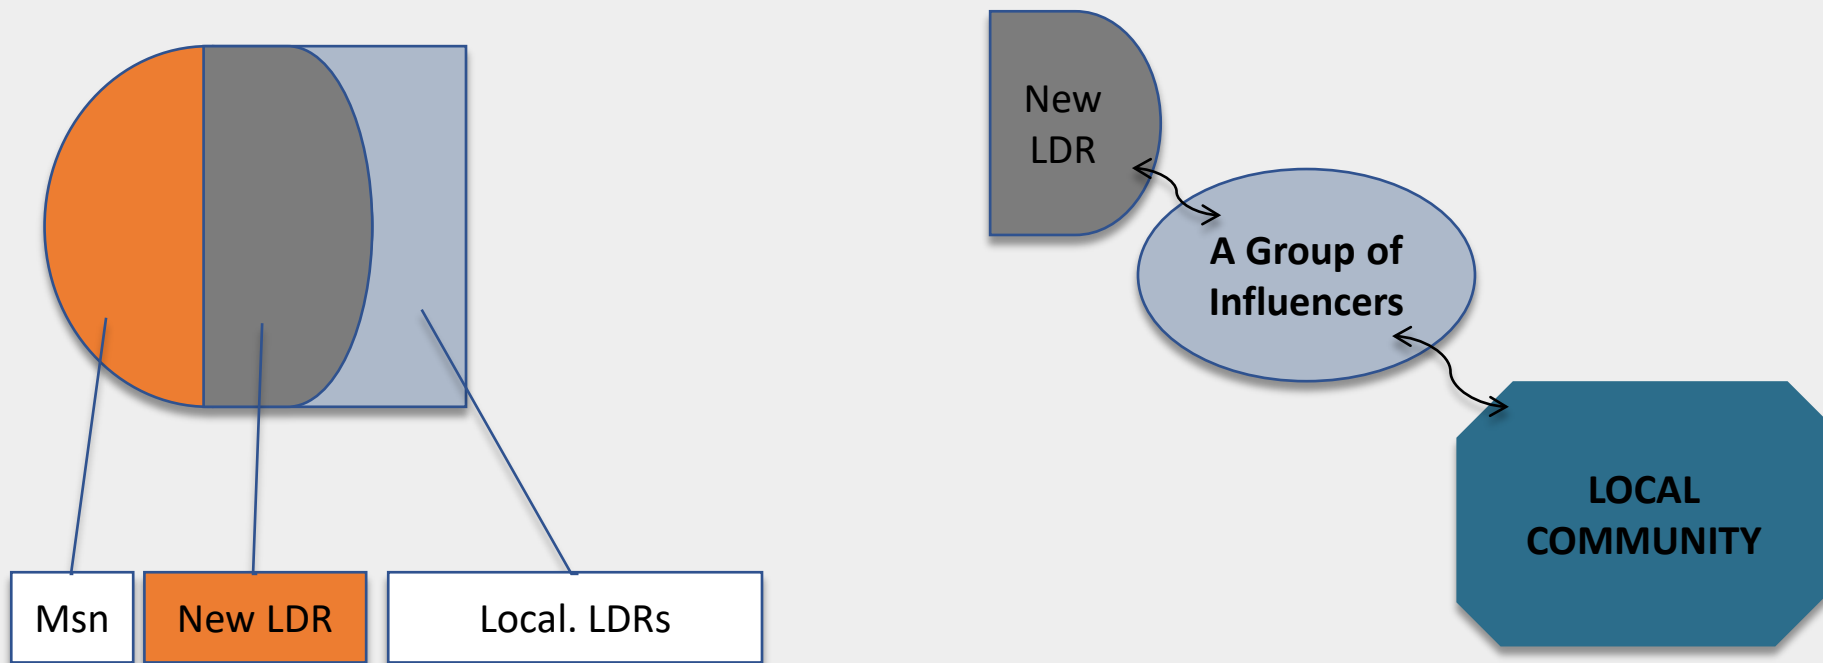 New
LDR
A Group of
Influencers
LOCAL
COMMUNITY
Msn
New LDR
Local. LDRs